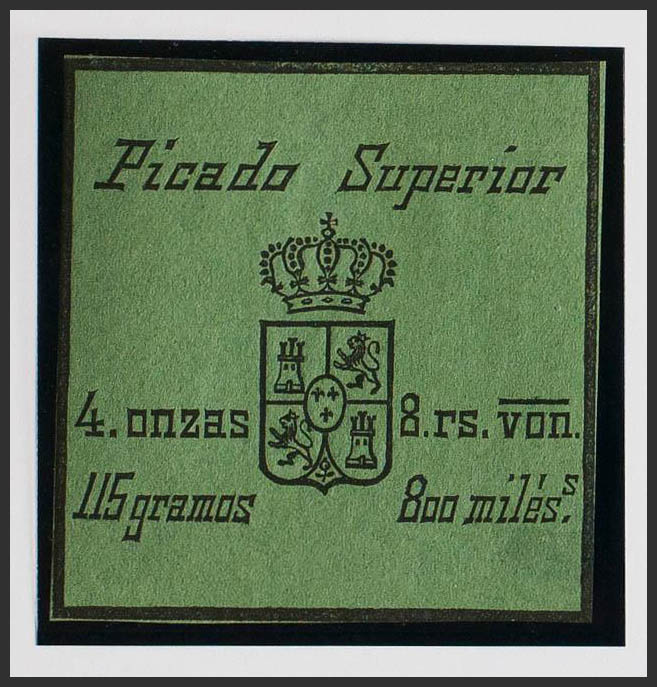 Picado Superior
4. onzas 8. rs. von.
115 gramos 800 milés.s